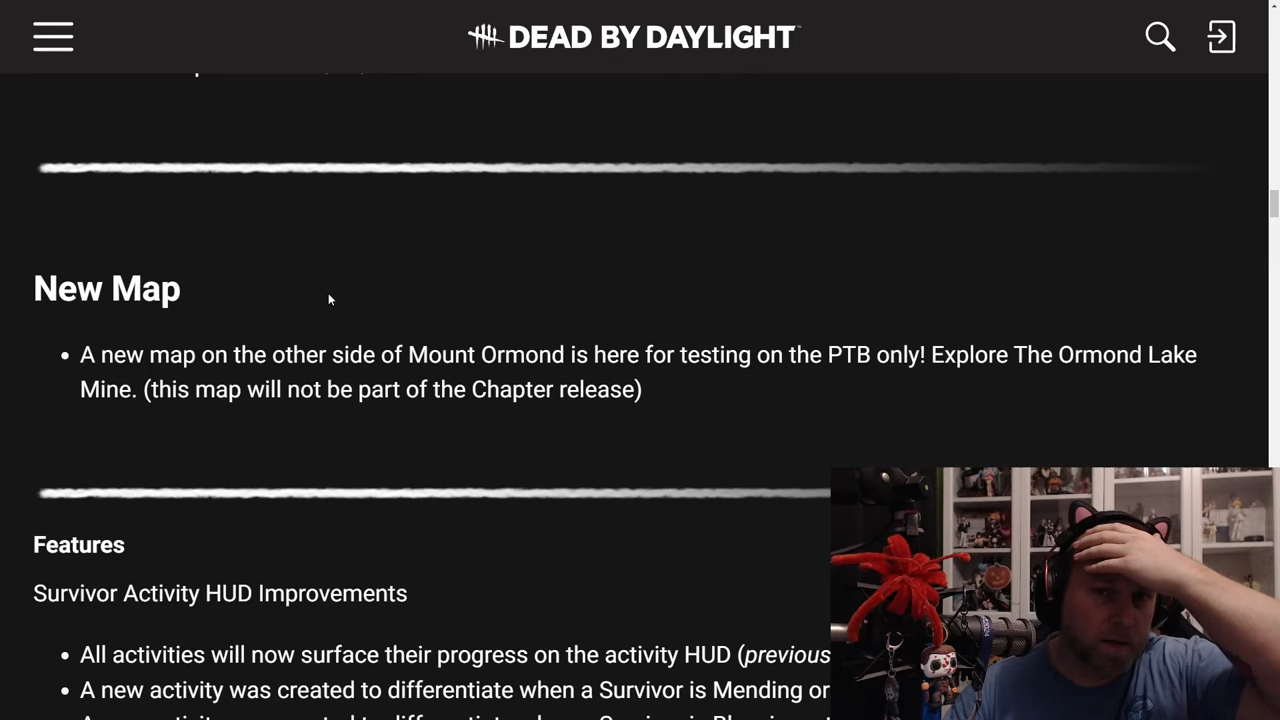 DEAD BY DAYLIGHT
New Map
• A new map on the other side of Mount Ormond is here for testing on the PTB only! Explore The Ormond Lake
Mine. (this map will not be part of the Chapter release)
Features
Survivor Activity HUD Improvements
• All activities will now surface their progress on the activity HUD (previous
• A new activity was created to differentiate when a Survivor is Mending or